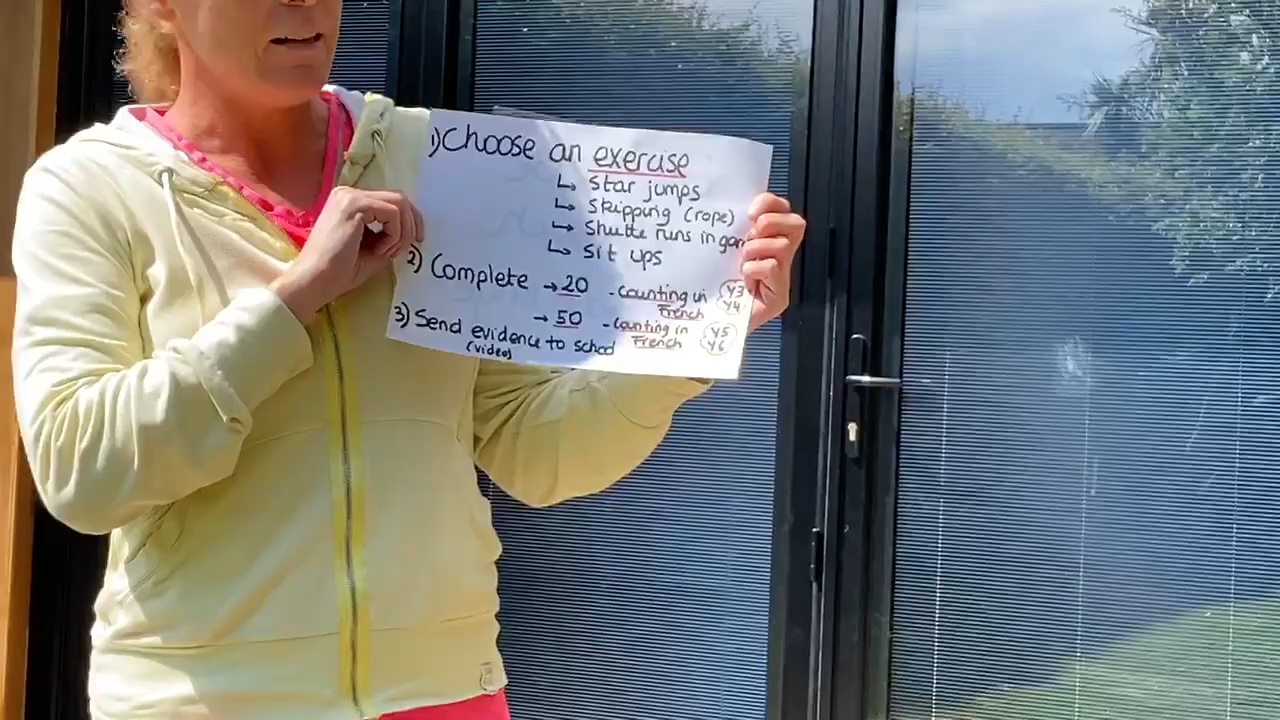 1) Choose an exercise
↳ Star jumps
↳ Skipping (rope)
↳ Shuttle runs in
↳ Sit ups
2) Complete → 20 - counting in French Y3 Y4
→ 50 - counting in French Y5 Y6
3) Send evidence to school
(video)